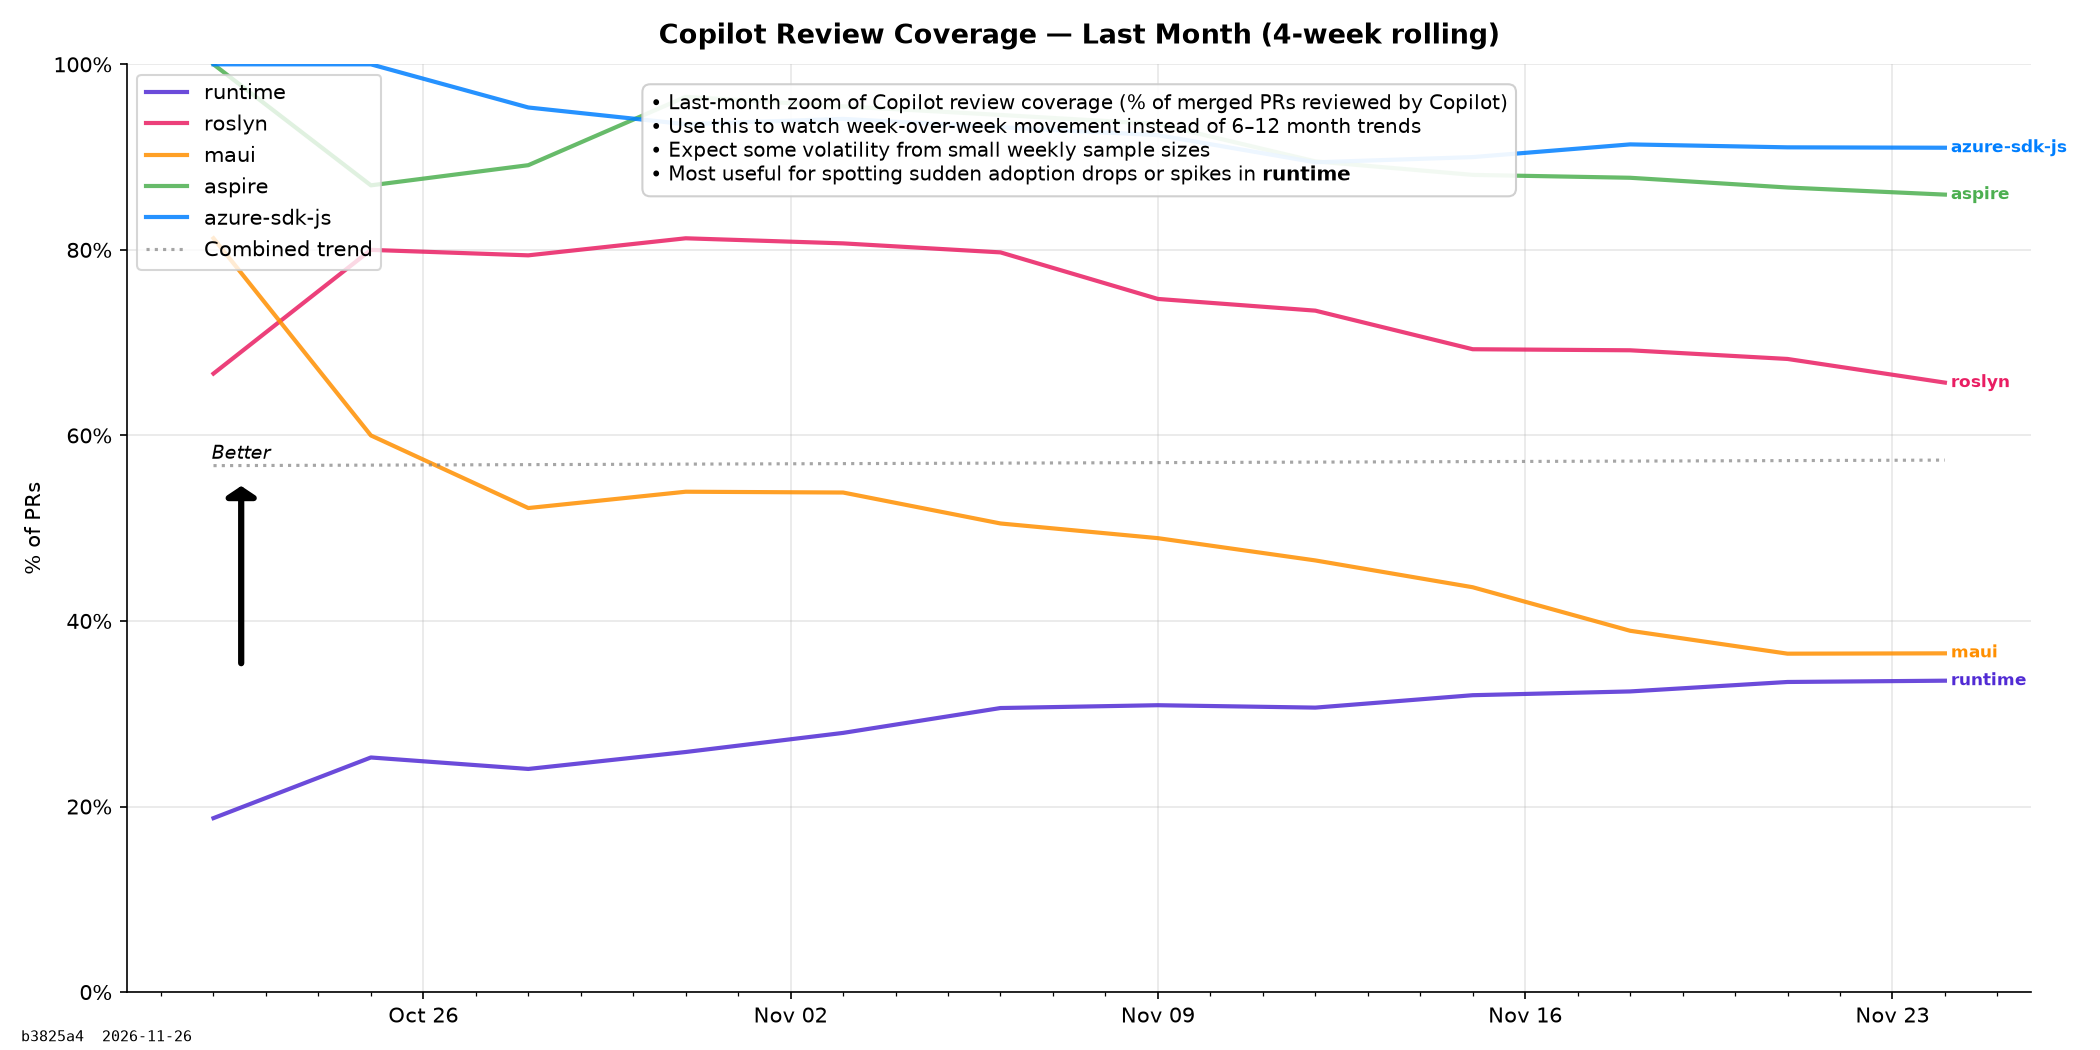 Copilot Review Coverage — Last Month (4-week rolling)
100%
80%
60%
40%
20%
0%
% of PRs
runtime
roslyn
maui
aspire
azure-sdk-js
Combined trend
• Last-month zoom of Copilot review coverage (% of merged PRs reviewed by Copilot)
• Use this to watch week-over-week movement instead of 6–12 month trends
• Expect some volatility from small weekly sample sizes
• Most useful for spotting sudden adoption drops or spikes in runtime
Better
azure-sdk-js
aspire
roslyn
maui
runtime
Oct 26
Nov 02
Nov 09
Nov 16
Nov 23
b3825a4  2026-11-26